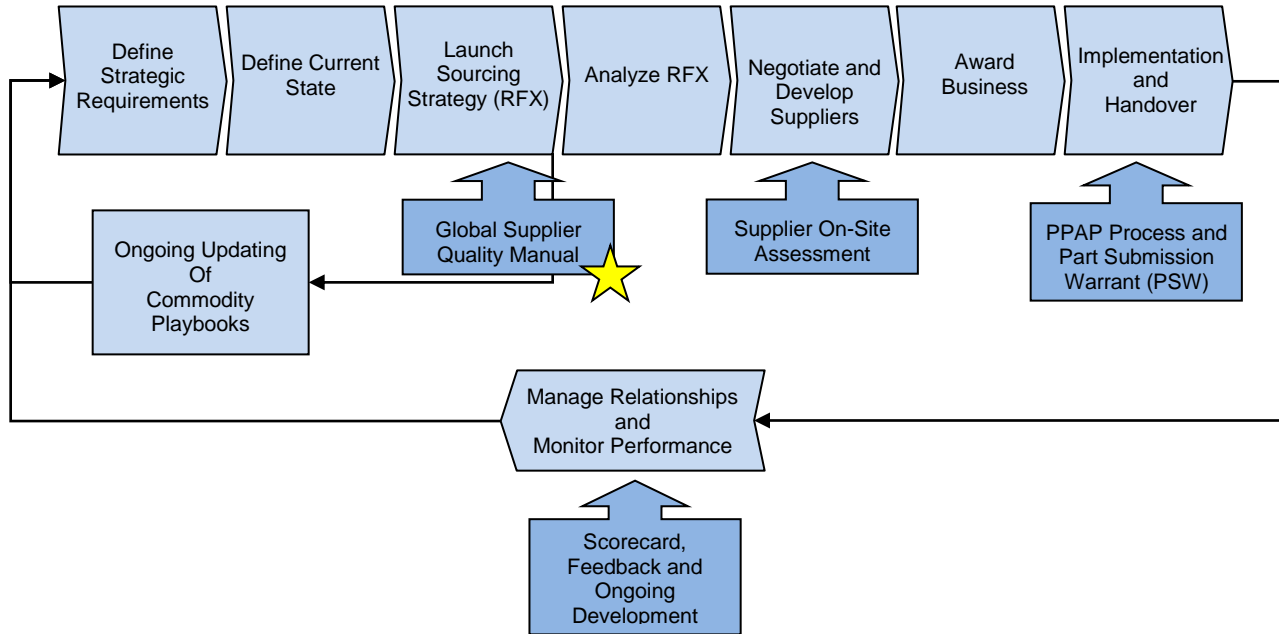 Define
Strategic
Requirements
Define Current
State
Launch
Sourcing
Strategy (RFX)
Analyze RFX
Negotiate and
Develop
Suppliers
Award
Business
Implementation
and
Handover
Global Supplier
Quality Manual
Supplier On-Site
Assessment
PPAP Process and
Part Submission
Warrant (PSW)
Ongoing Updating
Of
Commodity
Playbooks
Manage Relationships
and
Monitor Performance
Scorecard,
Feedback and
Ongoing
Development